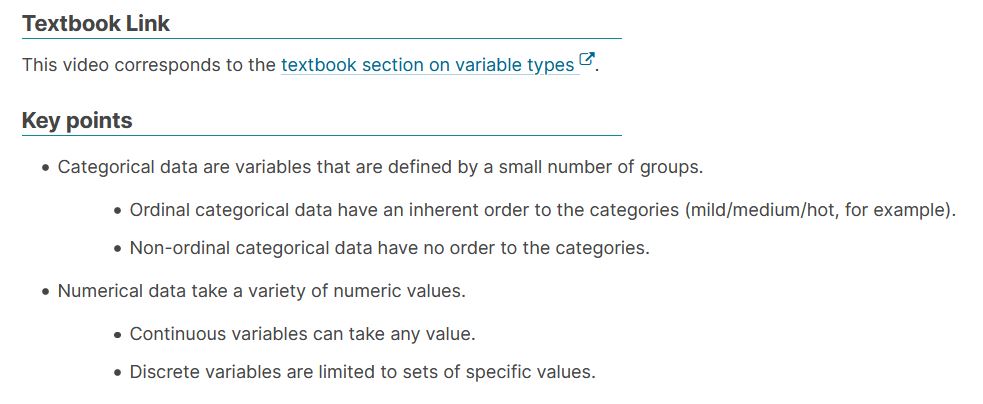 Textbook Link
This video corresponds to the textbook section on variable types.
Key points
• Categorical data are variables that are defined by a small number of groups.
• Ordinal categorical data have an inherent order to the categories (mild/medium/hot, for example).
• Non-ordinal categorical data have no order to the categories.
• Numerical data take a variety of numeric values.
• Continuous variables can take any value.
• Discrete variables are limited to sets of specific values.